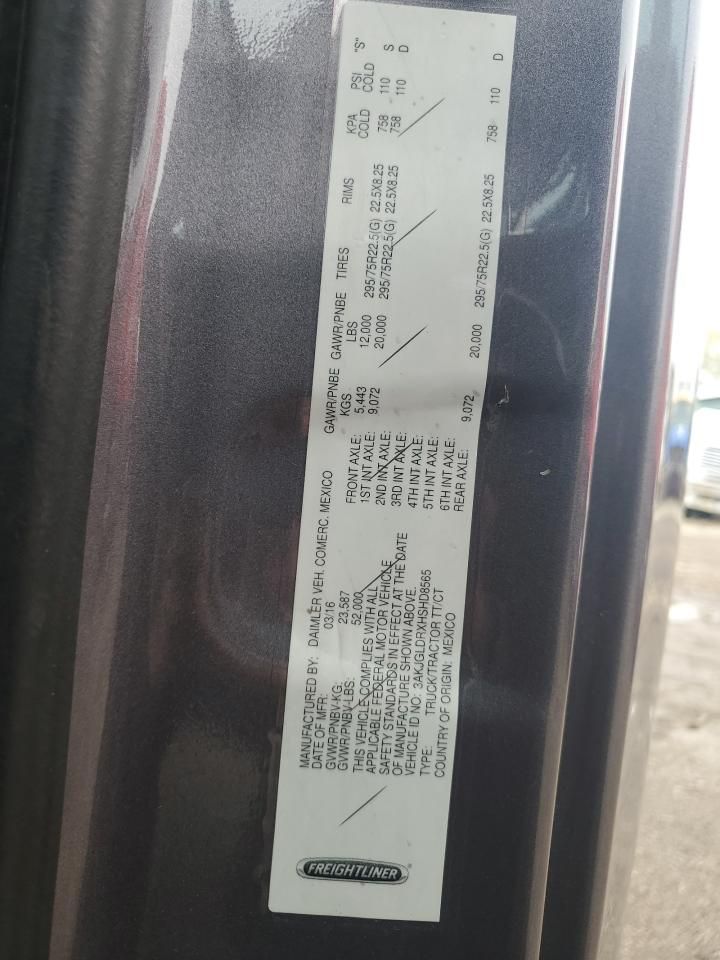 FREIGHTLINER
MANUFACTURED BY: DAIMLER VEH. COMERC. MEXICO
DATE OF MFR: 03/16
GVWR/PNBV-KG: 23,587
GVWR/PNBV-LBS: 52,000
THIS VEHICLE COMPLIES WITH ALL
APPLICABLE FEDERAL MOTOR VEHICLE
SAFETY STANDARDS IN EFFECT AT THE DATE
OF MANUFACTURE SHOWN ABOVE.
VEHICLE ID NO: 3AKJGLDRXHSHD8565
TYPE: TRUCK/TRACTOR TT/CT
COUNTRY OF ORIGIN: MEXICO
GAWR/PNBE GAWR/PNBE TIRES RIMS KPA PSI "S"
KGS LBS COLD COLD
FRONT AXLE: 5,443 12,000 295/75R22.5(G) 22.5X8.25 758 110 S
1ST INT AXLE: 9,072 20,000 295/75R22.5(G) 22.5X8.25 758 110 D
2ND INT AXLE:
3RD INT AXLE:
4TH INT AXLE:
5TH INT AXLE:
6TH INT AXLE:
REAR AXLE: 9,072 20,000 295/75R22.5(G) 22.5X8.25 758 110 D